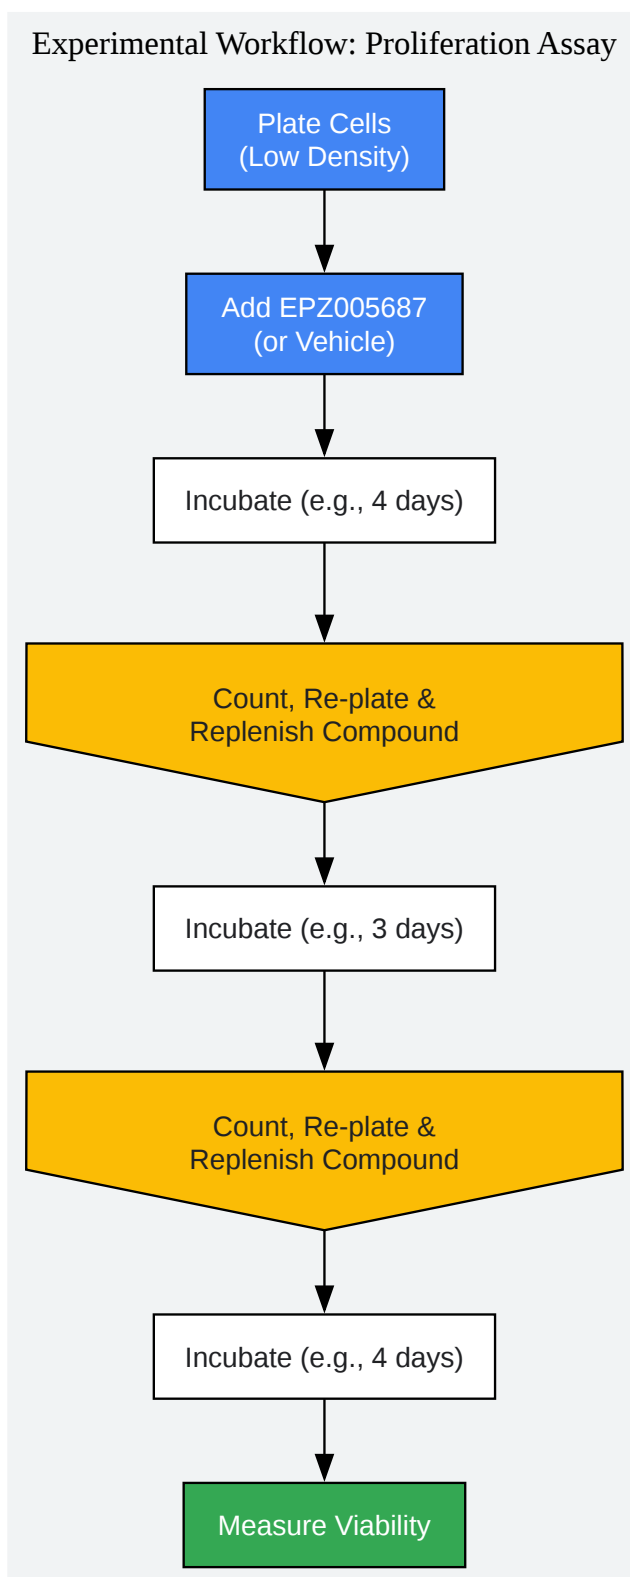 Experimental Workflow: Proliferation Assay
Plate Cells
(Low Density)
Add EPZ005687
(or Vehicle)
Incubate (e.g., 4 days)
Count, Re-plate &
Replenish Compound
Incubate (e.g., 3 days)
Count, Re-plate &
Replenish Compound
Incubate (e.g., 4 days)
Measure Viability